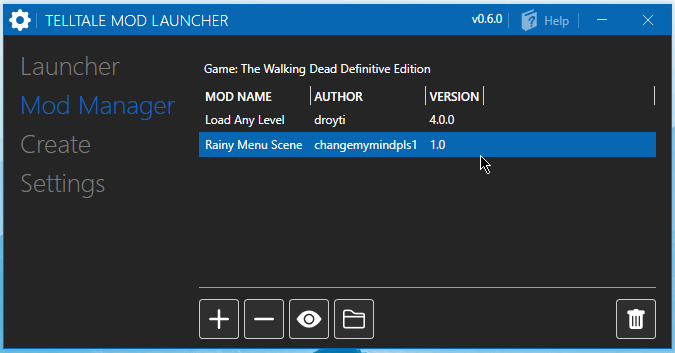 TELLTALE MOD LAUNCHER
v0.6.0
Help
Launcher
Mod Manager
Create
Settings
Game: The Walking Dead Definitive Edition
MOD NAME AUTHOR VERSION
Load Any Level droyti 4.0.0
Rainy Menu Scene changemymindpls1 1.0